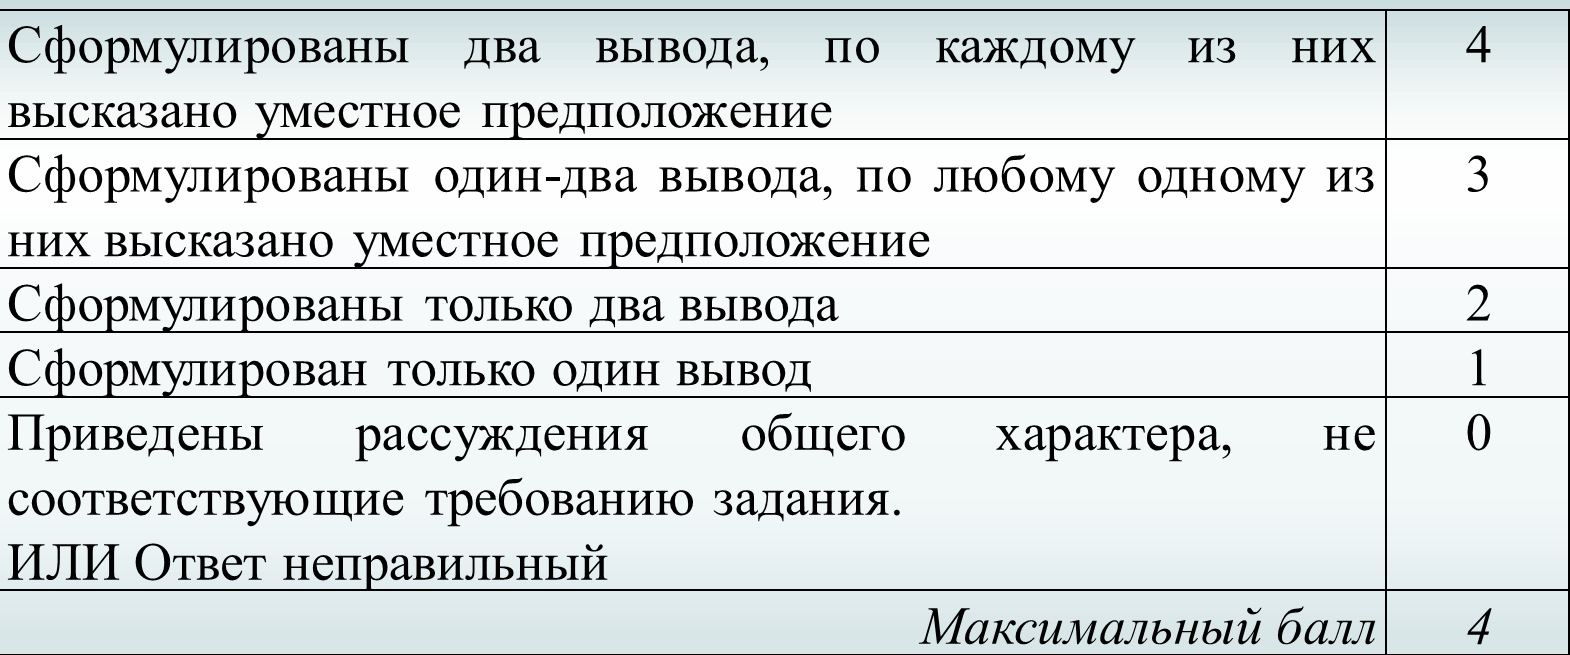 Сформулированы два вывода, по каждому из них 4
высказано уместное предположение
Сформулированы один-два вывода, по любому одному из 3
них высказано уместное предположение
Сформулированы только два вывода 2
Сформулирован только один вывод 1
Приведены рассуждения общего характера, не 0
соответствующие требованию задания.
ИЛИ Ответ неправильный
Максимальный балл 4